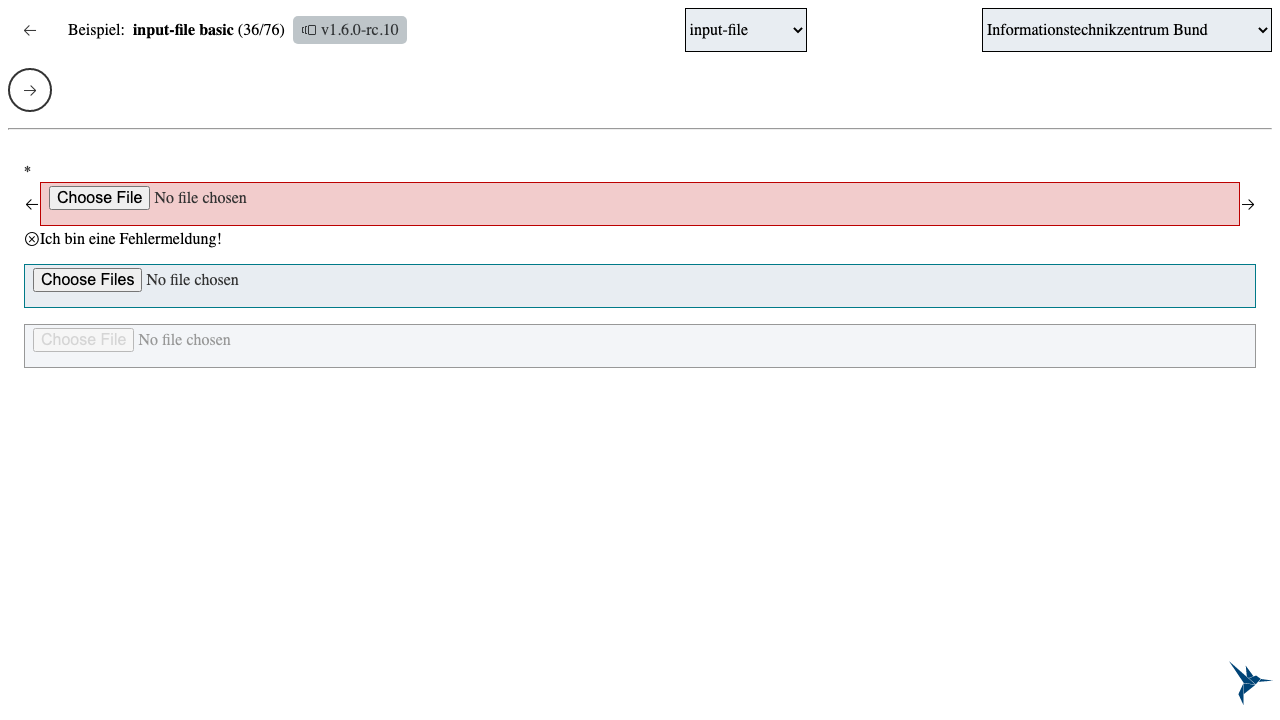 Beispiel: input-file basic (36/76) v1.6.0-rc.10 input-file Informationstechnikzentrum Bund
*
Choose File No file chosen
Ich bin eine Fehlermeldung!
Choose Files No file chosen
Choose File No file chosen